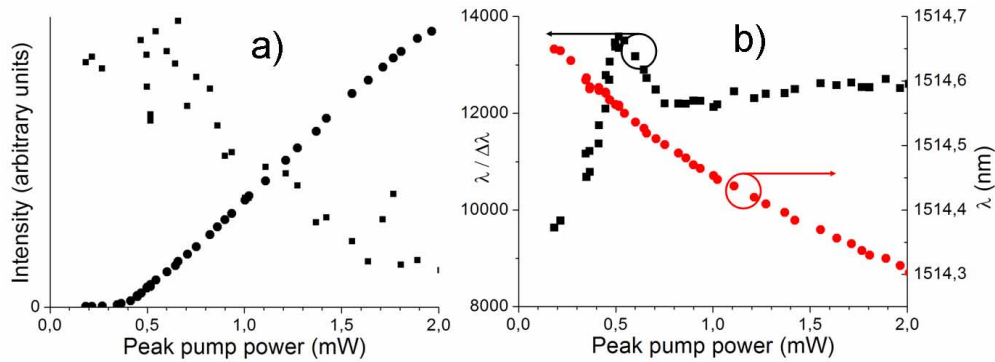 a)
Intensity (arbitrary units)
0
0,0 0,5 1,0 1,5 2,0
Peak pump power (mW)
b)
14000
12000
10000
8000
λ / Δλ
1514,7
1514,6
1514,5
1514,4
1514,3
λ (nm)
0,0 0,5 1,0 1,5 2,0
Peak pump power (mW)